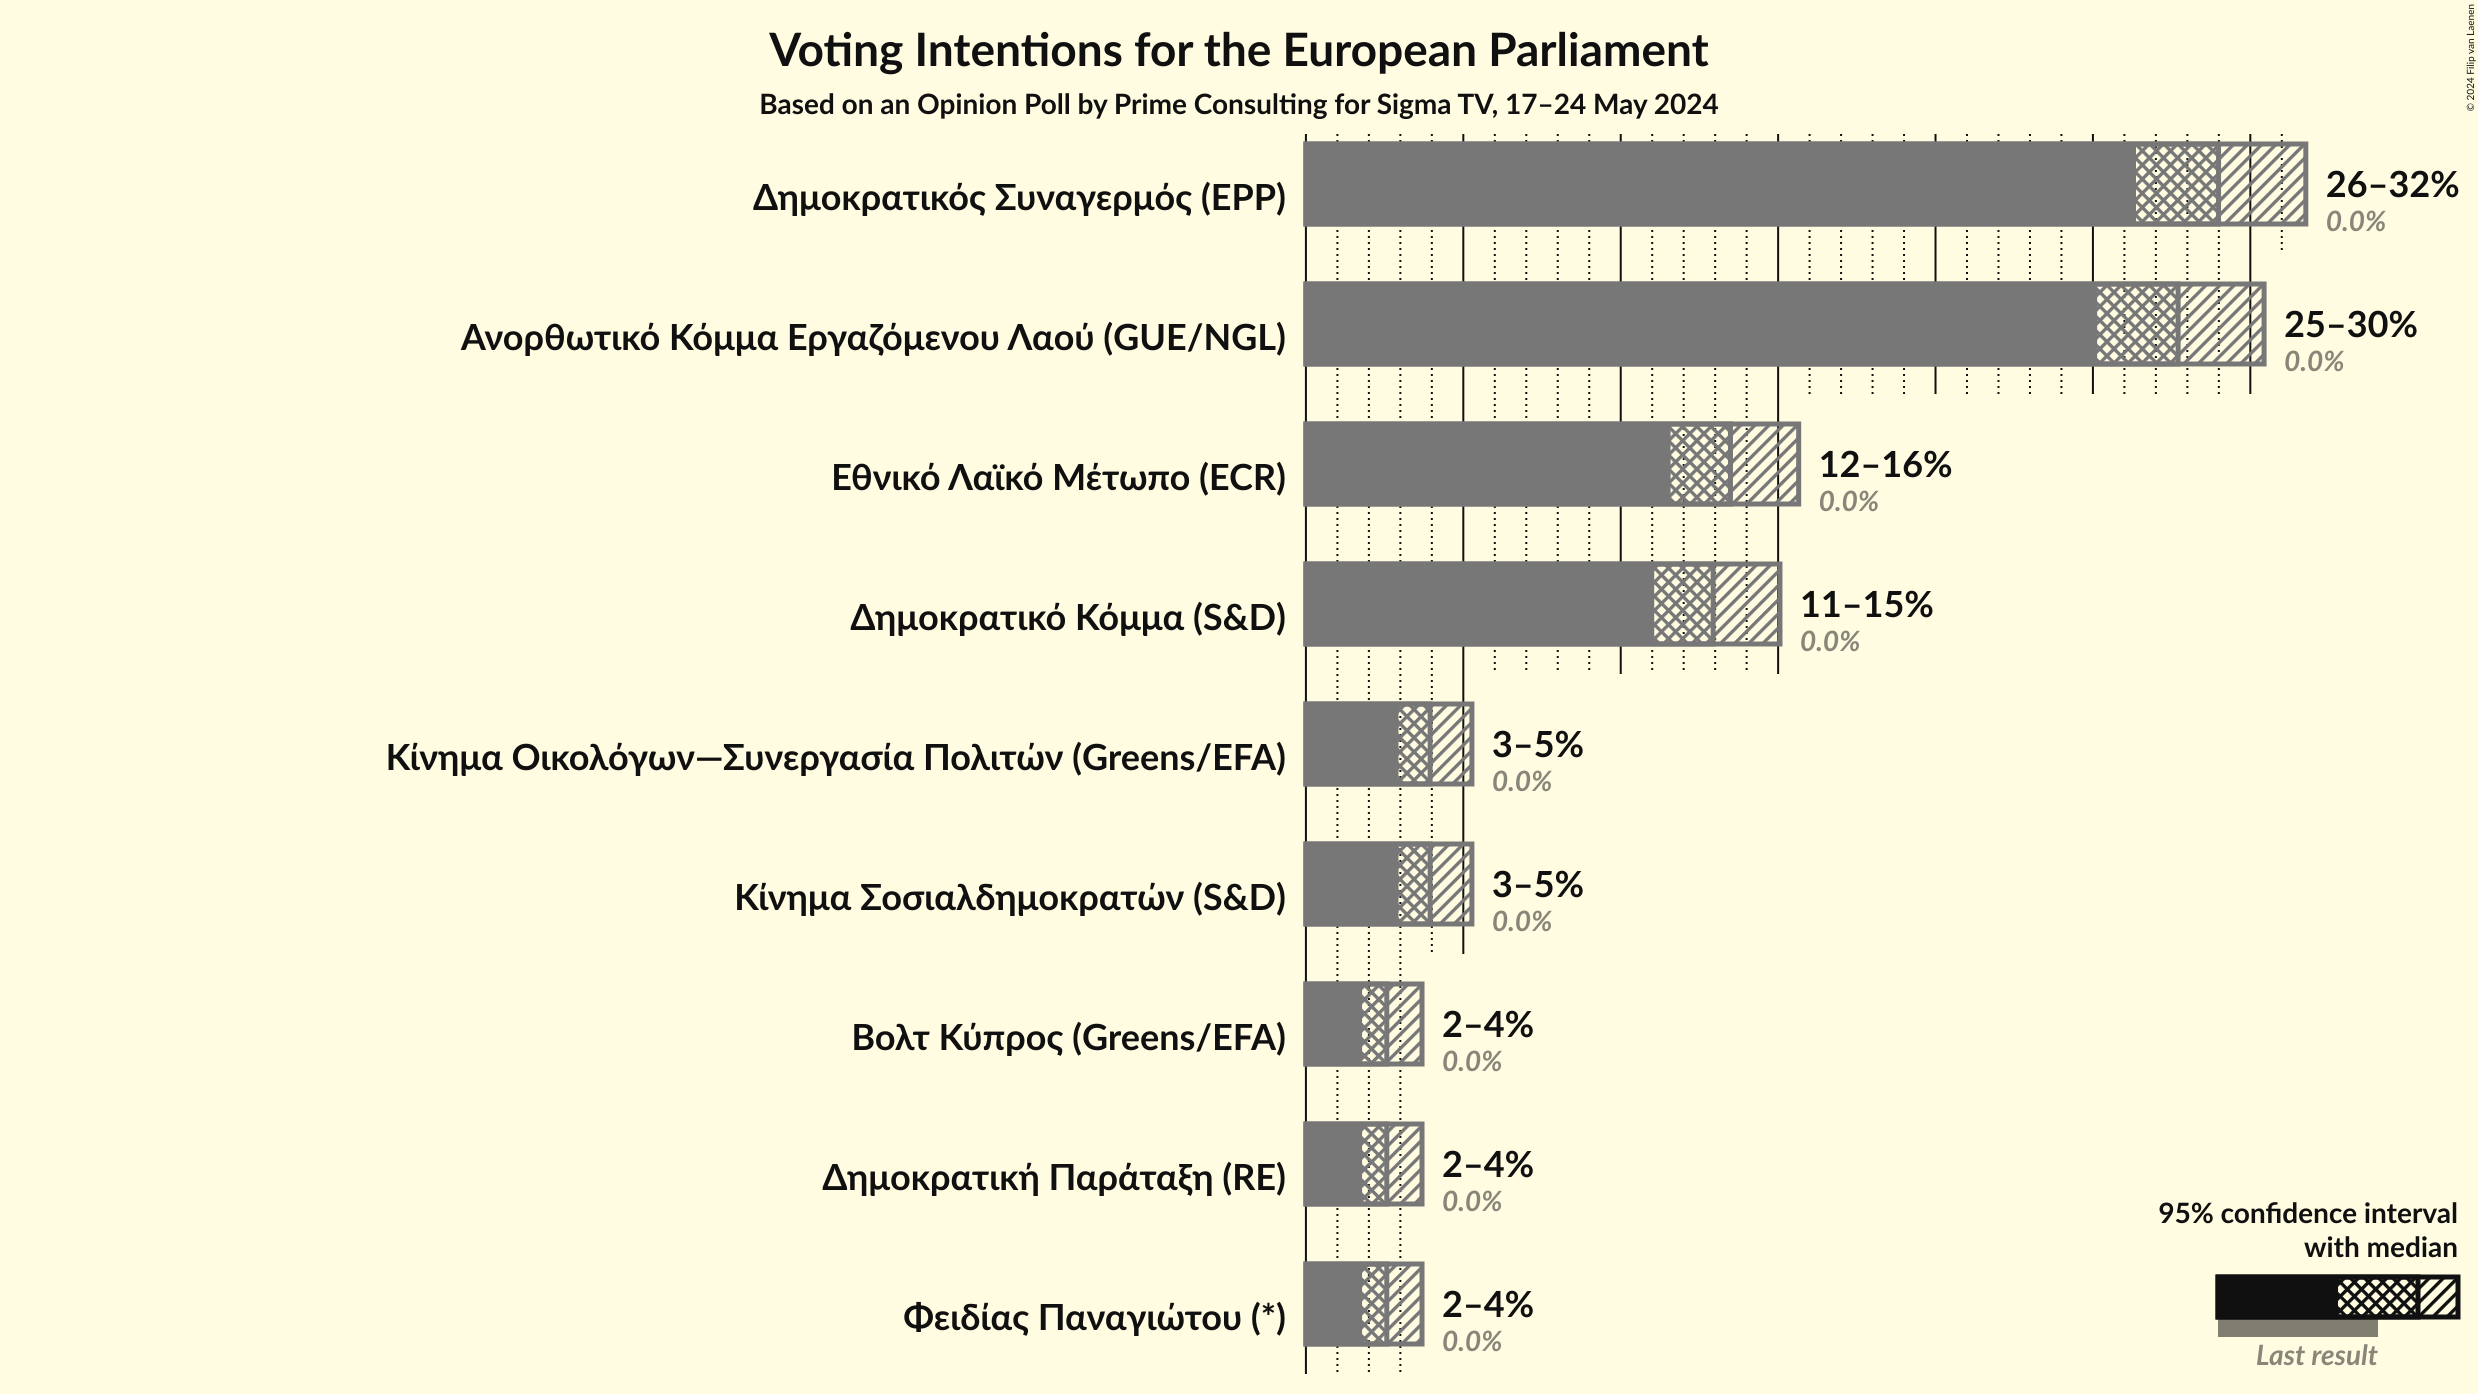 Voting Intentions for the European Parliament
Based on an Opinion Poll by Prime Consulting for Sigma TV, 17–24 May 2024
© 2024 Filip van Laenen
Δημοκρατικός Συναγερμός (EPP)
26–32%
0.0%
Ανορθωτικό Κόμμα Εργαζόμενου Λαού (GUE/NGL)
25–30%
0.0%
Εθνικό Λαϊκό Μέτωπο (ECR)
12–16%
0.0%
Δημοκρατικό Κόμμα (S&D)
11–15%
0.0%
Κίνημα Οικολόγων—Συνεργασία Πολιτών (Greens/EFA)
3–5%
0.0%
Κίνημα Σοσιαλδημοκρατών (S&D)
3–5%
0.0%
Βολτ Κύπρος (Greens/EFA)
2–4%
0.0%
Δημοκρατική Παράταξη (RE)
2–4%
0.0%
Φειδίας Παναγιώτου (*)
2–4%
0.0%
95% confidence interval
with median
Last result